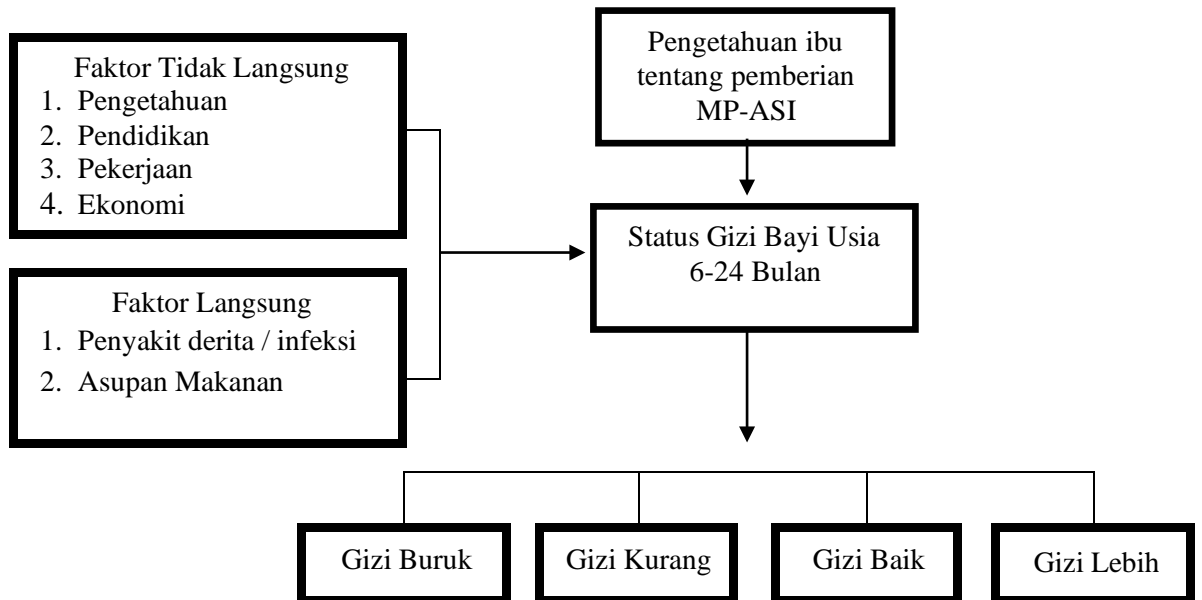 Faktor Tidak Langsung
1. Pengetahuan
2. Pendidikan
3. Pekerjaan
4. Ekonomi
Pengetahuan ibu
tentang pemberian
MP-ASI
Faktor Langsung
1. Penyakit derita / infeksi
2. Asupan Makanan
Status Gizi Bayi Usia
6-24 Bulan
Gizi Buruk
Gizi Kurang
Gizi Baik
Gizi Lebih